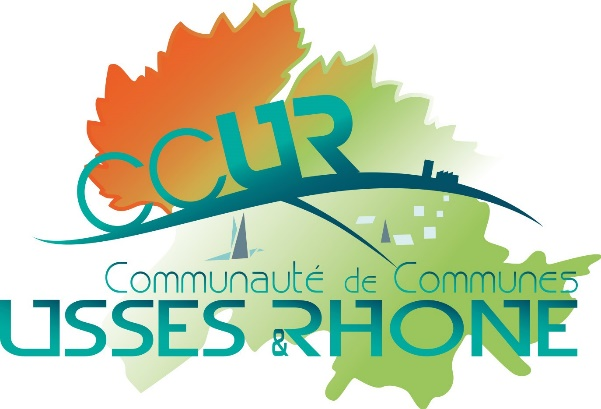 CCUR
Communauté de Communes
USSES & RHONE